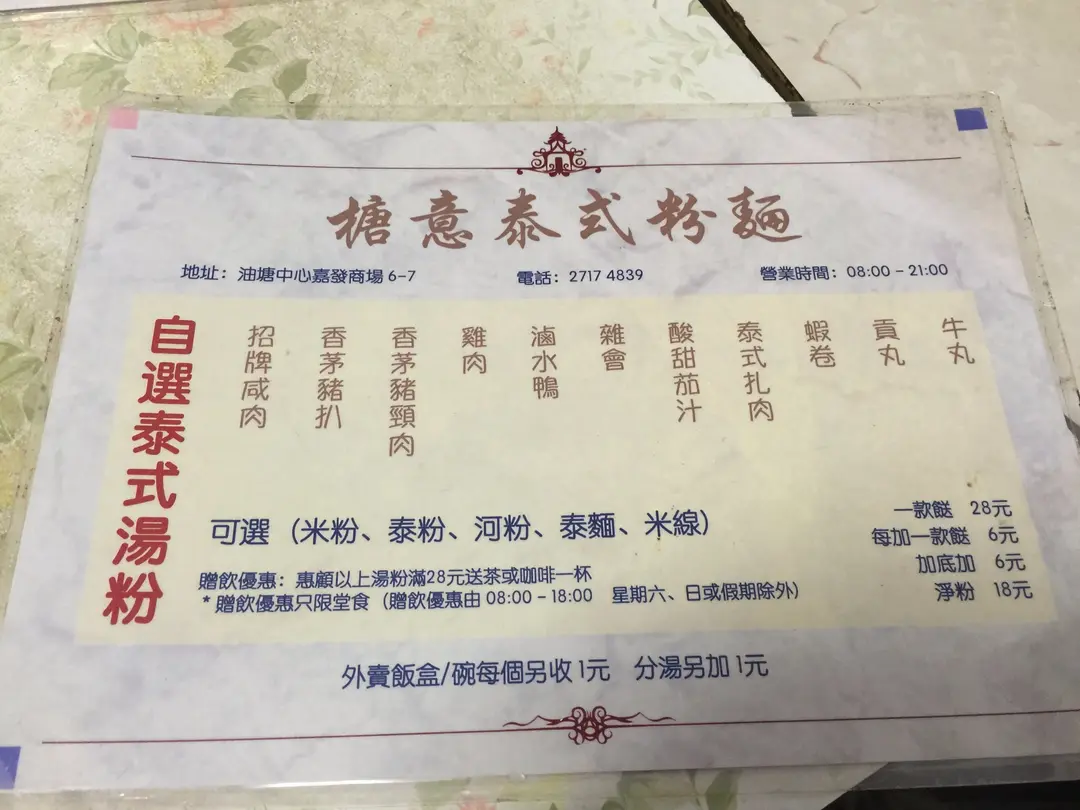 搪意泰式粉麵
地址：油塘中心嘉發商場 6-7　電話：2717 4839　營業時間：08:00 - 21:00
自選泰式湯粉
招牌咸肉
香茅豬扒
香茅豬頸肉
雞肉
滷水鴨
雜會
酸甜茄汁
泰式扎肉
蝦卷
貢丸
牛丸
可選（米粉、泰粉、河粉、泰麵、米線）
一款餸 28元
每加一款餸 6元
加底加 6元
淨粉 18元
贈飲優惠：惠顧以上湯粉滿28元送茶或咖啡一杯
* 贈飲優惠只限堂食（贈飲優惠由 08:00 - 18:00　星期六、日或假期除外）
外賣飯盒/碗每個另收1元　分湯另加1元